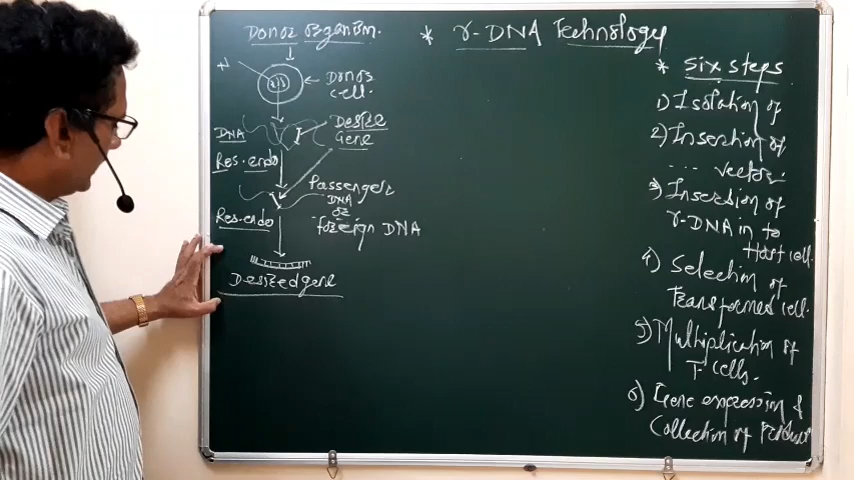 Donor organism.
* r-DNA Technology
N
Donor
cell.
DNA
Desire
Gene
Res.endo
Passenger
DNA
or
foreign DNA
Res.endo
Desired gene
* Six steps
1) Isolation of
2) Insertion of
... vector.
3) Insertion of
r-DNA in to
Host cell.
4) Selection of
Transformed cell.
5) Multiplication of
T cells.
6) Gene expression &
Collection of Product